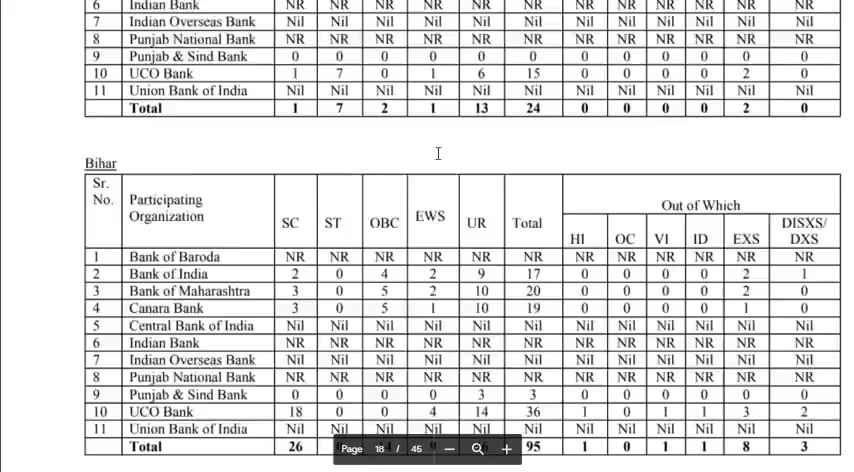 6 Indian Bank NR NR NR NR NR NR NR NR NR NR NR NR
7 Indian Overseas Bank Nil Nil Nil Nil Nil Nil Nil Nil Nil Nil Nil Nil
8 Punjab National Bank NR NR NR NR NR NR NR NR NR NR NR NR
9 Punjab & Sind Bank 0 0 0 0 0 0 0 0 0 0 0 0
10 UCO Bank 1 7 0 1 6 15 0 0 0 0 2 0
11 Union Bank of India Nil Nil Nil Nil Nil Nil Nil Nil Nil Nil Nil Nil
Total 1 7 2 1 13 24 0 0 0 0 2 0
Bihar
Sr. No. Participating Organization SC ST OBC EWS UR Total Out of Which
HI OC VI ID EXS DISXS/ DXS
1 Bank of Baroda NR NR NR NR NR NR NR NR NR NR NR NR
2 Bank of India 2 0 4 2 9 17 0 0 0 0 2 1
3 Bank of Maharashtra 3 0 5 2 10 20 0 0 0 0 2 0
4 Canara Bank 3 0 5 1 10 19 0 0 0 0 1 0
5 Central Bank of India Nil Nil Nil Nil Nil Nil Nil Nil Nil Nil Nil Nil
6 Indian Bank NR NR NR NR NR NR NR NR NR NR NR NR
7 Indian Overseas Bank Nil Nil Nil Nil Nil Nil Nil Nil Nil Nil Nil Nil
8 Punjab National Bank NR NR NR NR NR NR NR NR NR NR NR NR
9 Punjab & Sind Bank 0 0 0 0 3 3 0 0 0 0 0 0
10 UCO Bank 18 0 0 4 14 36 1 0 1 1 3 2
11 Union Bank of India Nil Nil Nil Nil Nil Nil Nil Nil Nil Nil Nil Nil
Total 26 95 1 0 1 1 8 3
Page 18 / 45